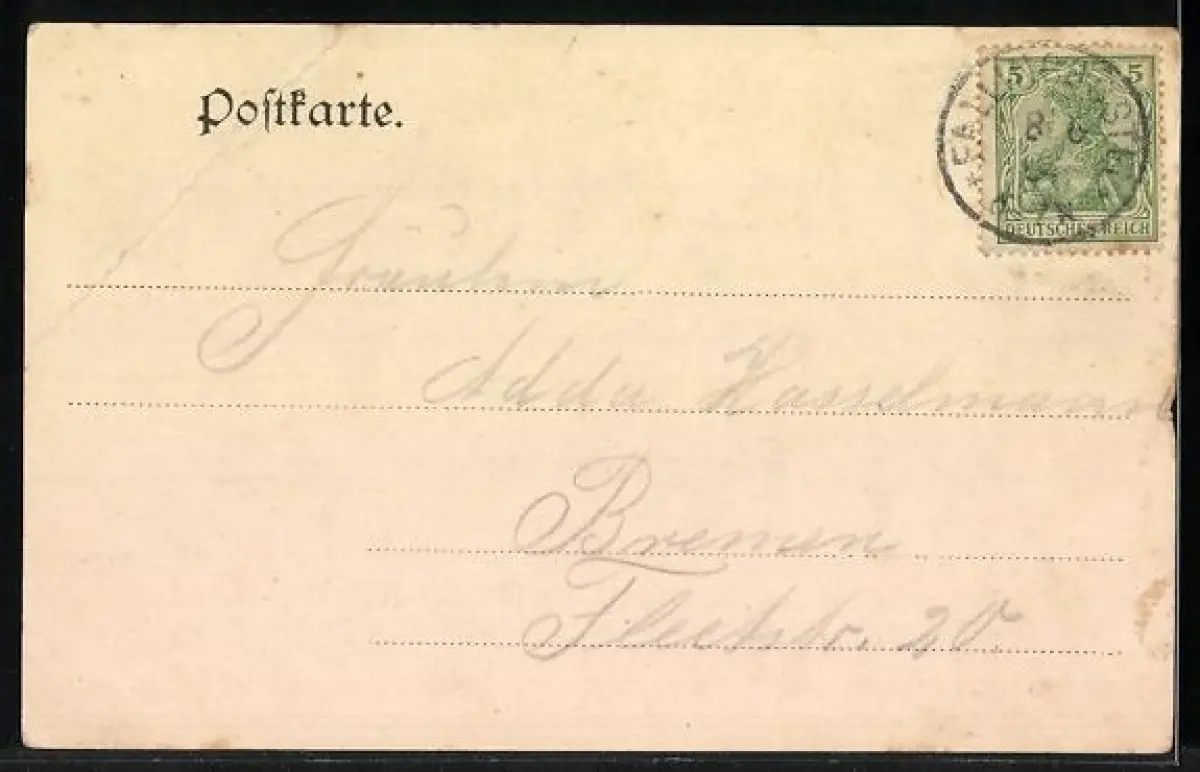 Postkarte.
5 5
DEUTSCHES REICH
Fräulein
Adda Hasselmann
Bremen
Fleetstr. 20.